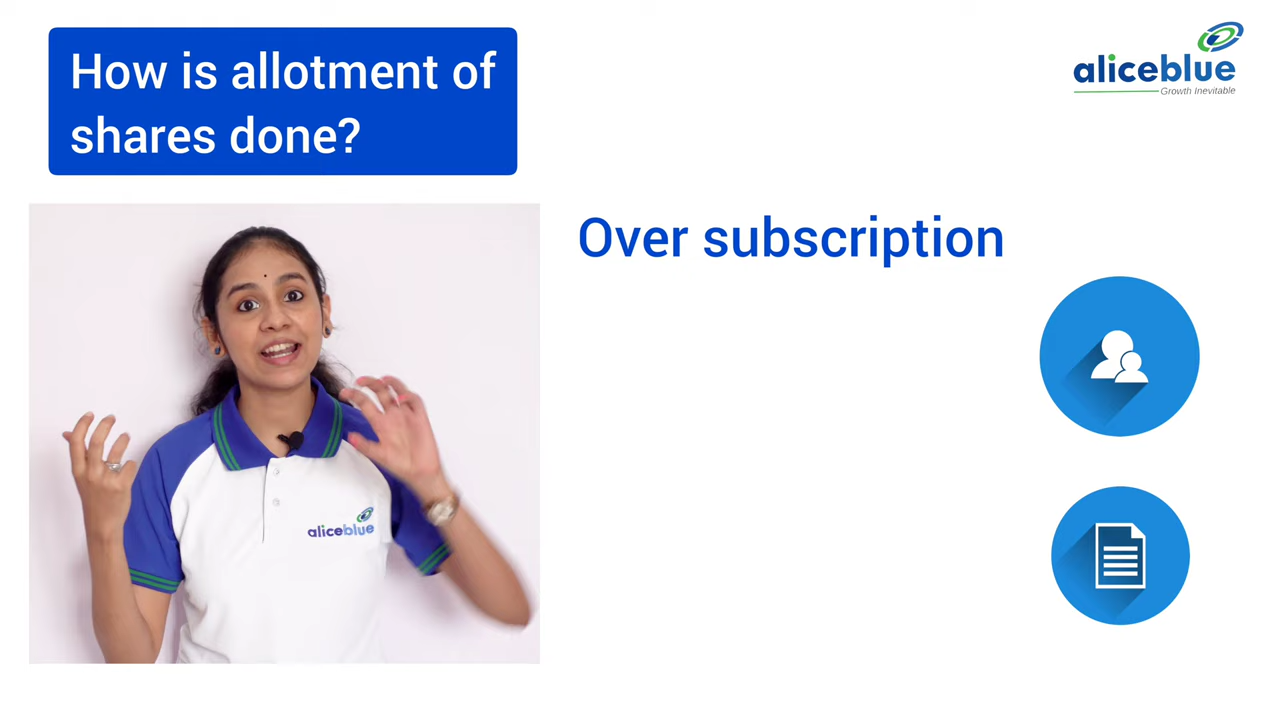 How is allotment of
shares done?
aliceblue
Growth Inevitable
Over subscription
aliceblue